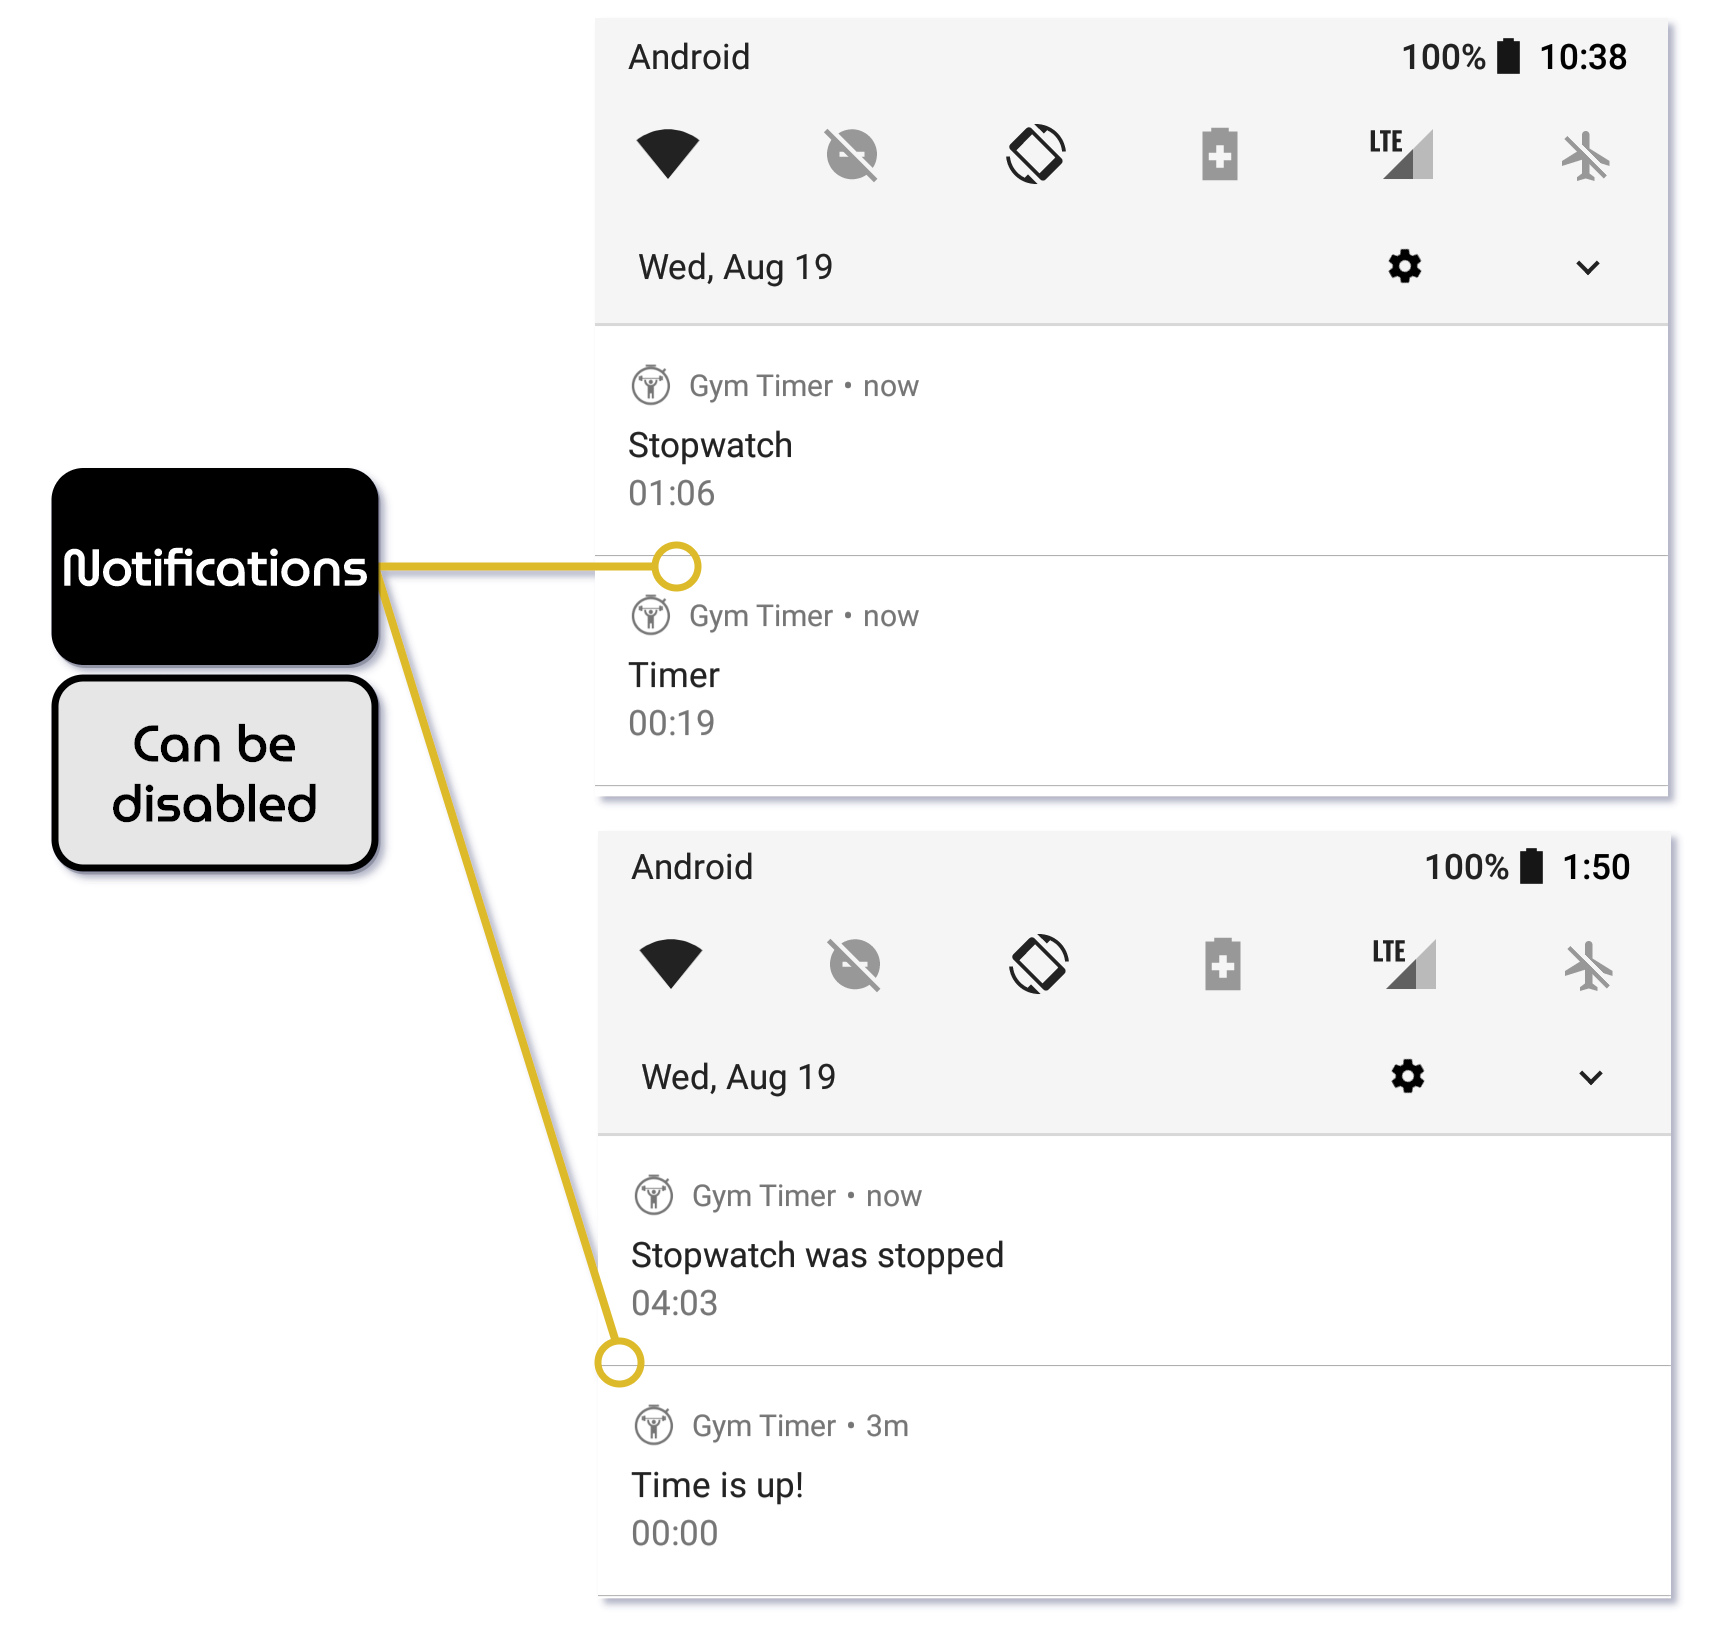 Android
100% 10:38
LTE
Wed, Aug 19
Gym Timer • now
Stopwatch
01:06
Gym Timer • now
Timer
00:19
Notifications
Can be
disabled
Android
100% 1:50
LTE
Wed, Aug 19
Gym Timer • now
Stopwatch was stopped
04:03
Gym Timer • 3m
Time is up!
00:00